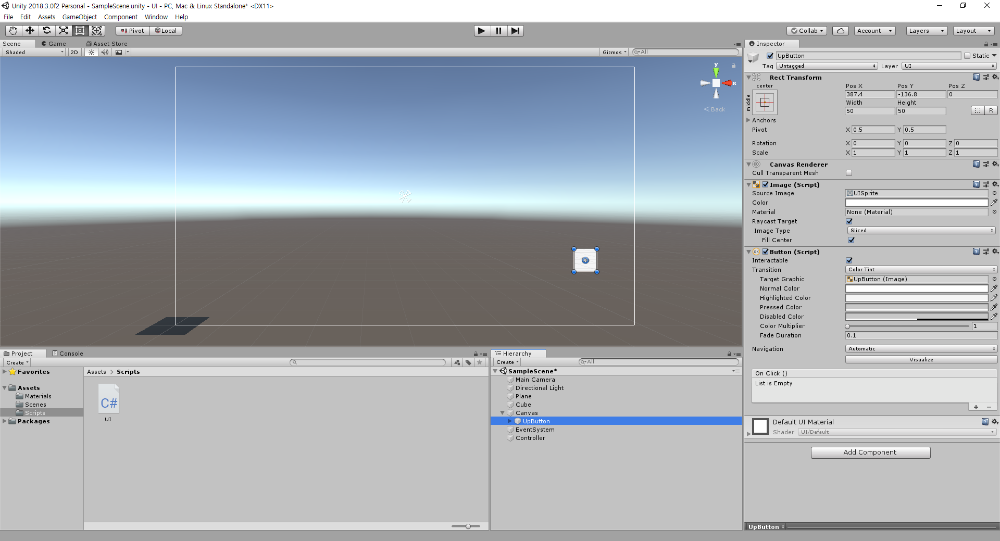 Unity 2018.3.0f2 Personal - SampleScene.unity - UI - PC, Mac & Linux Standalone* <DX11>
File Edit Assets GameObject Component Window Help
Pivot Local Collab Account Layers Layout
Scene Game Asset Store
Shaded 2D Gizmos All
y
x
Back
Inspector
UpButton Static
Tag Untagged Layer UI
Rect Transform
center
middle
Pos X Pos Y Pos Z
387.4 -136.8 0
Width Height
50 50 R
Anchors
Pivot X 0.5 Y 0.5
Rotation X 0 Y 0 Z 0
Scale X 1 Y 1 Z 1
Canvas Renderer
Cull Transparent Mesh
Image (Script)
Source Image UISprite
Color
Material None (Material)
Raycast Target
Image Type Sliced
Fill Center
OK Button (Script)
Interactable
Transition Color Tint
Target Graphic UpButton (Image)
Normal Color
Highlighted Color
Pressed Color
Disabled Color
Color Multiplier 1
Fade Duration 0.1
Navigation Automatic
Visualize
On Click ()
List is Empty
+ −
Default UI Material
Shader UI/Default
Add Component
UpButton
Project Console
Create
Favorites
Assets
Materials
Scenes
Scripts
Packages
Assets > Scripts
C#
UI
Hierarchy
Create All
SampleScene*
Main Camera
Directional Light
Plane
Cube
Canvas
UpButton
EventSystem
Controller